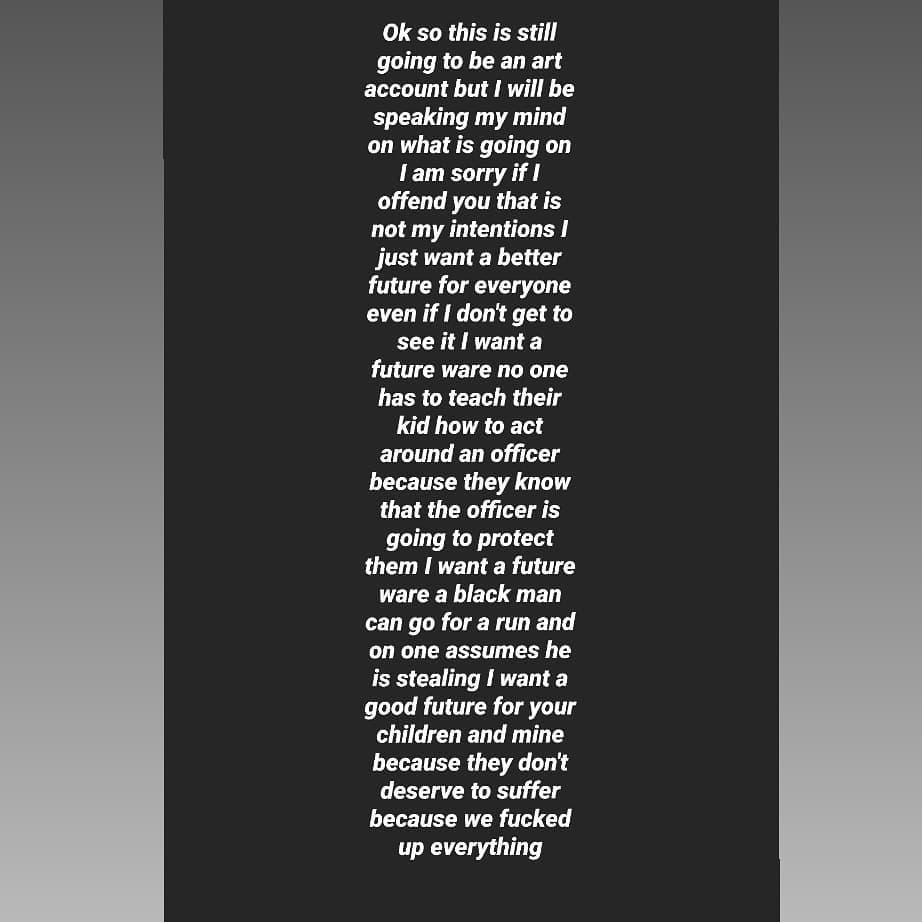 Ok so this is still
going to be an art
account but I will be
speaking my mind
on what is going on
I am sorry if I
offend you that is
not my intentions I
just want a better
future for everyone
even if I don't get to
see it I want a
future ware no one
has to teach their
kid how to act
around an officer
because they know
that the officer is
going to protect
them I want a future
ware a black man
can go for a run and
on one assumes he
is stealing I want a
good future for your
children and mine
because they don't
deserve to suffer
because we fucked
up everything